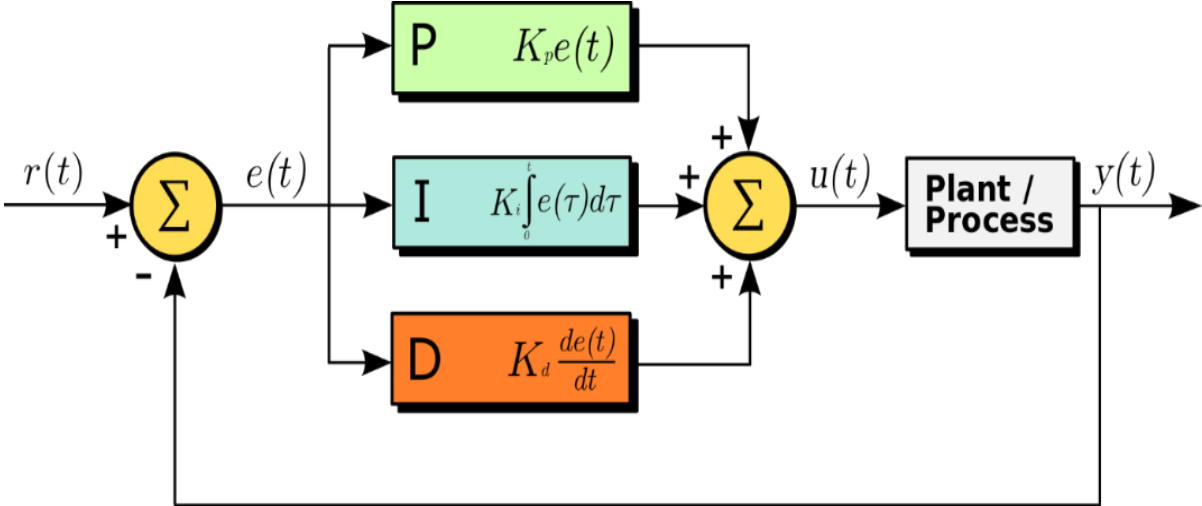 P K_p e(t)
r(t)
+
-
Σ
e(t)
I K_i ∫_0^t e(τ)dτ
D K_d de(t)/dt
+
+
+
Σ
u(t)
Plant /
Process
y(t)